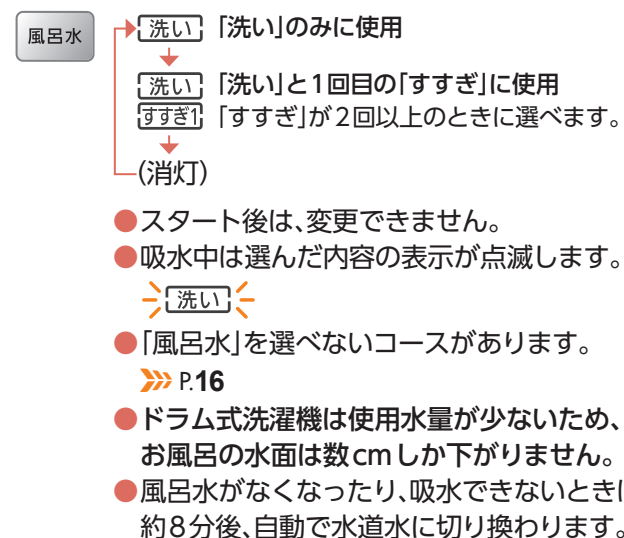 風呂水
洗い 「洗い」のみに使用
洗い 「洗い」と1回目の「すすぎ」に使用
すすぎ1 「すすぎ」が2回以上のときに選べます。
(消灯)
●スタート後は、変更できません。
●吸水中は選んだ内容の表示が点滅します。
洗い
●「風呂水」を選べないコースがあります。
P.16
●ドラム式洗濯機は使用水量が少ないため、
お風呂の水面は数cmしか下がりません。
●風呂水がなくなったり、吸水できないとき
約8分後、自動で水道水に切り換わります。